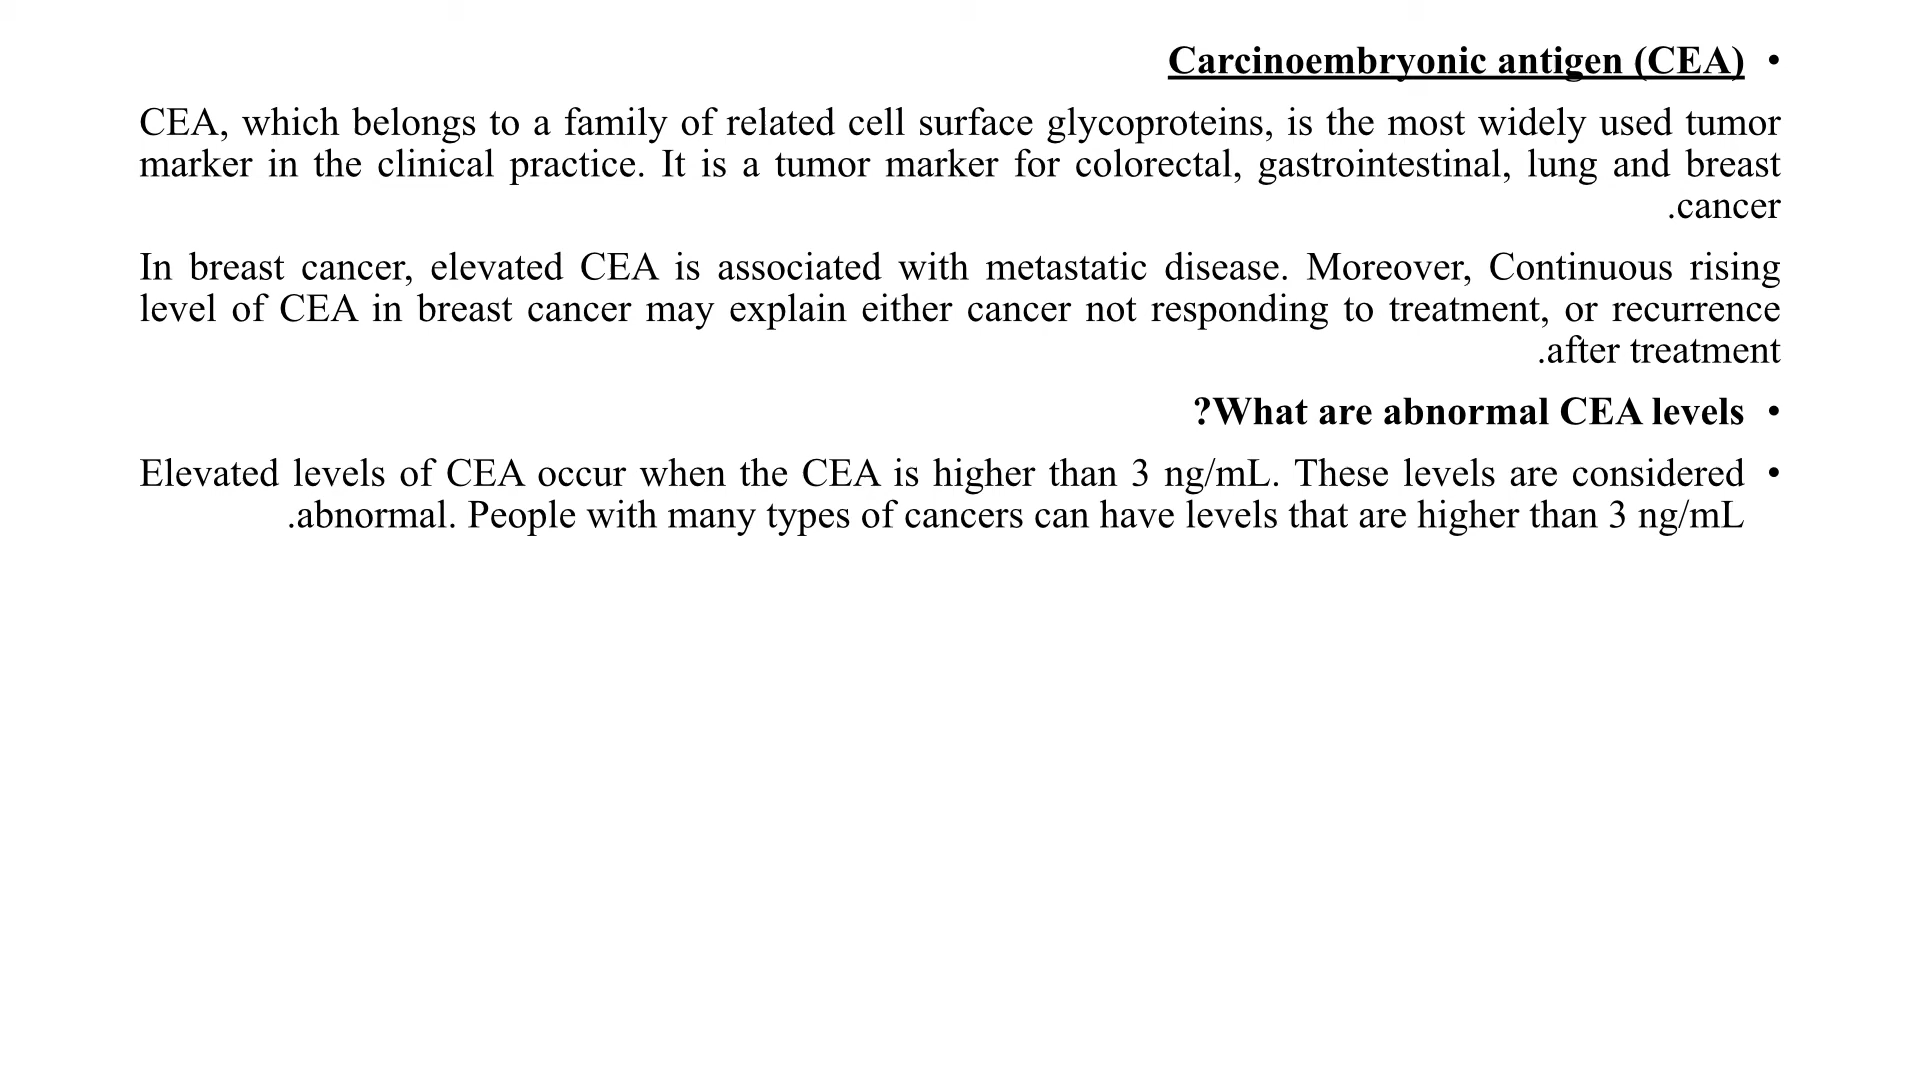 • Carcinoembryonic antigen (CEA)
CEA, which belongs to a family of related cell surface glycoproteins, is the most widely used tumor
marker in the clinical practice. It is a tumor marker for colorectal, gastrointestinal, lung and breast
.cancer
In breast cancer, elevated CEA is associated with metastatic disease. Moreover, Continuous rising
level of CEA in breast cancer may explain either cancer not responding to treatment, or recurrence
.after treatment
• ?What are abnormal CEA levels
• Elevated levels of CEA occur when the CEA is higher than 3 ng/mL. These levels are considered
.abnormal. People with many types of cancers can have levels that are higher than 3 ng/mL